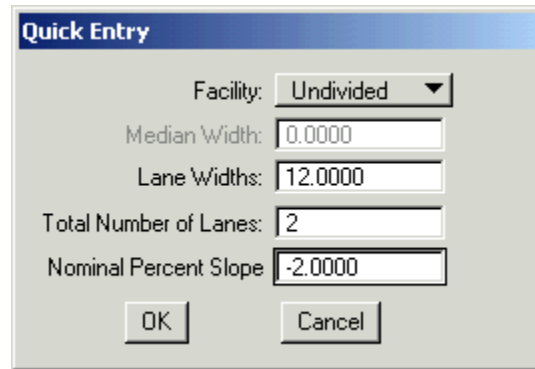 Quick Entry
Facility: Undivided
Median Width: 0.0000
Lane Widths: 12.0000
Total Number of Lanes: 2
Nominal Percent Slope -2.0000
OK Cancel